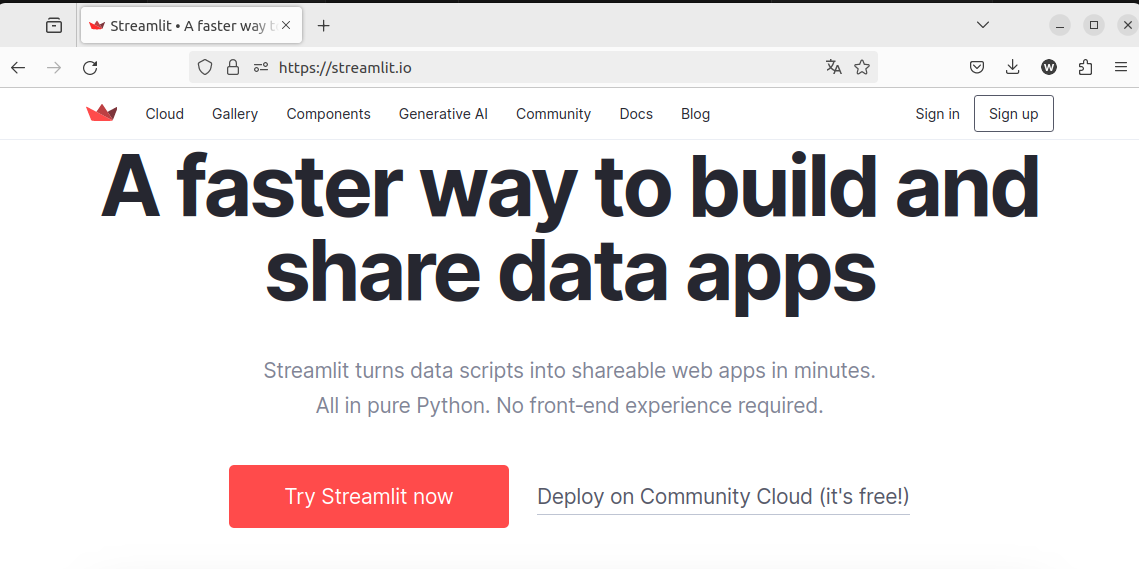 Streamlit • A faster way t
https://streamlit.io
W
Cloud Gallery Components Generative AI Community Docs Blog Sign in Sign up
A faster way to build and
share data apps
Streamlit turns data scripts into shareable web apps in minutes.
All in pure Python. No front-end experience required.
Try Streamlit now Deploy on Community Cloud (it's free!)